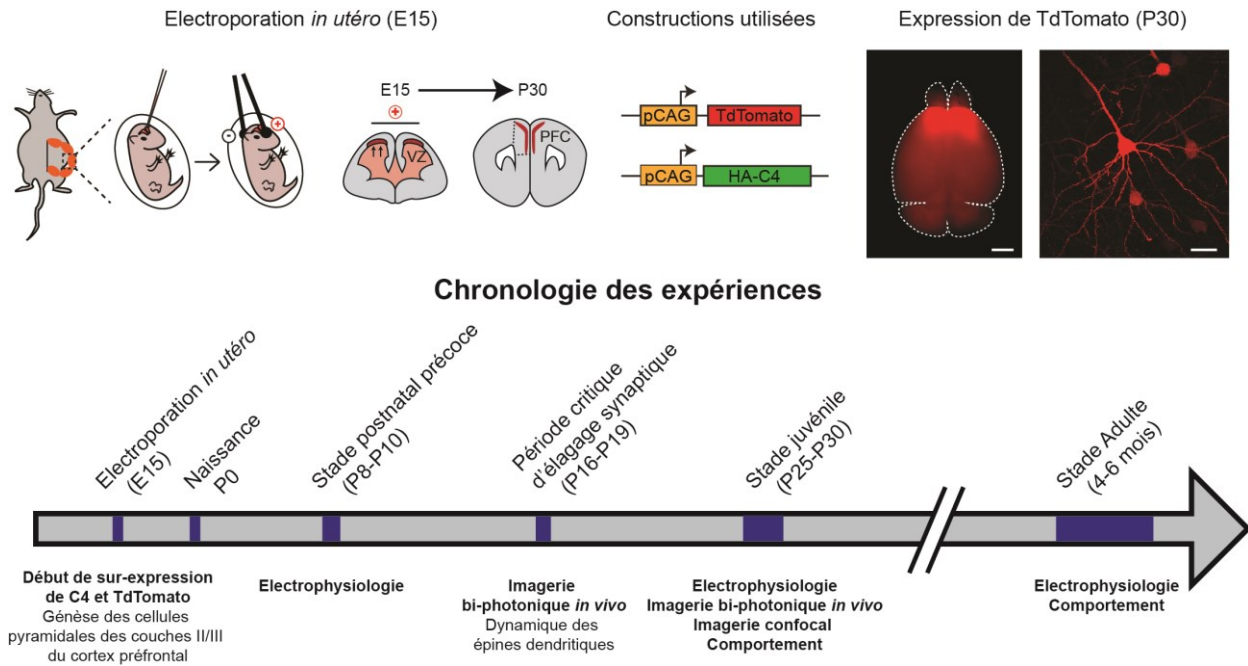 Electroporation in utéro (E15)
Constructions utilisées
Expression de TdTomato (P30)
E15
P30
VZ
PFC
pCAG
TdTomato
pCAG
HA-C4
Chronologie des expériences
Electroporation in utéro
(E15)
Naissance
P0
Stade postnatal précoce
(P8-P10)
Période critique
d'élagage synaptique
(P16-P19)
Stade juvénile
(P25-P30)
Stade Adulte
(4-6 mois)
Début de sur-expression
de C4 et TdTomato
Génèse des cellules
pyramidales des couches II/III
du cortex préfrontal
Electrophysiologie
Imagerie
bi-photonique in vivo
Dynamique des
épines dendritiques
Electrophysiologie
Imagerie bi-photonique in vivo
Imagerie confocal
Comportement
Electrophysiologie
Comportement